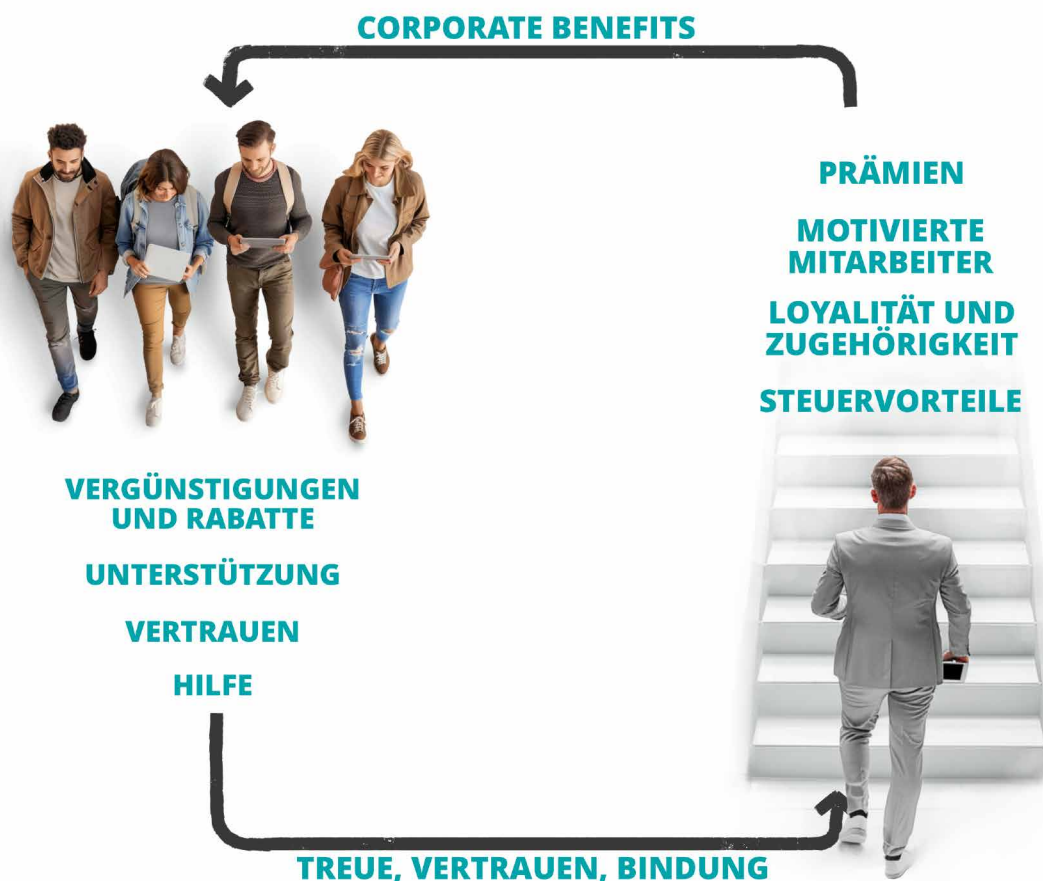 CORPORATE BENEFITS
PRÄMIEN
MOTIVIERTE
MITARBEITER
LOYALITÄT UND
ZUGEHÖRIGKEIT
STEUERVORTEILE
VERGÜNSTIGUNGEN
UND RABATTE
UNTERSTÜTZUNG
VERTRAUEN
HILFE
TREUE, VERTRAUEN, BINDUNG